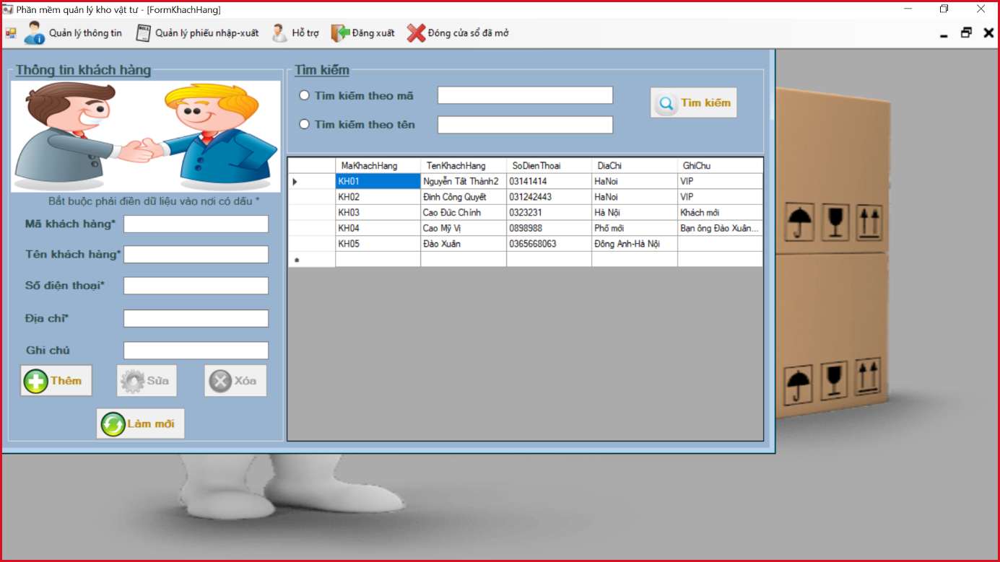 Phần mềm quản lý kho vật tư - [FormKhachHang]
Quản lý thông tin Quản lý phiếu nhập-xuất Hỗ trợ Đăng xuất Đóng cửa sổ đã mở
Thông tin khách hàng
Bắt buộc phải điền dữ liệu vào nơi có dấu *
Mã khách hàng*
Tên khách hàng*
Số điện thoại*
Địa chỉ*
Ghi chú
Thêm Sửa Xóa
Làm mới
Tìm kiếm
Tìm kiếm theo mã
Tìm kiếm theo tên
Tìm kiếm
MaKhachHang TenKhachHang SoDienThoai DiaChi GhiChu
KH01 Nguyễn Tất Thành2 03141414 HaNoi VIP
KH02 Đinh Công Quyết 031242443 HaNoi VIP
KH03 Cao Đức Chính 0323231 Hà Nội Khách mới
KH04 Cao Mỹ Vị 0898988 Phố mới Bạn ông Đào Xuân...
KH05 Đào Xuân 0365668063 Đông Anh-Hà Nội